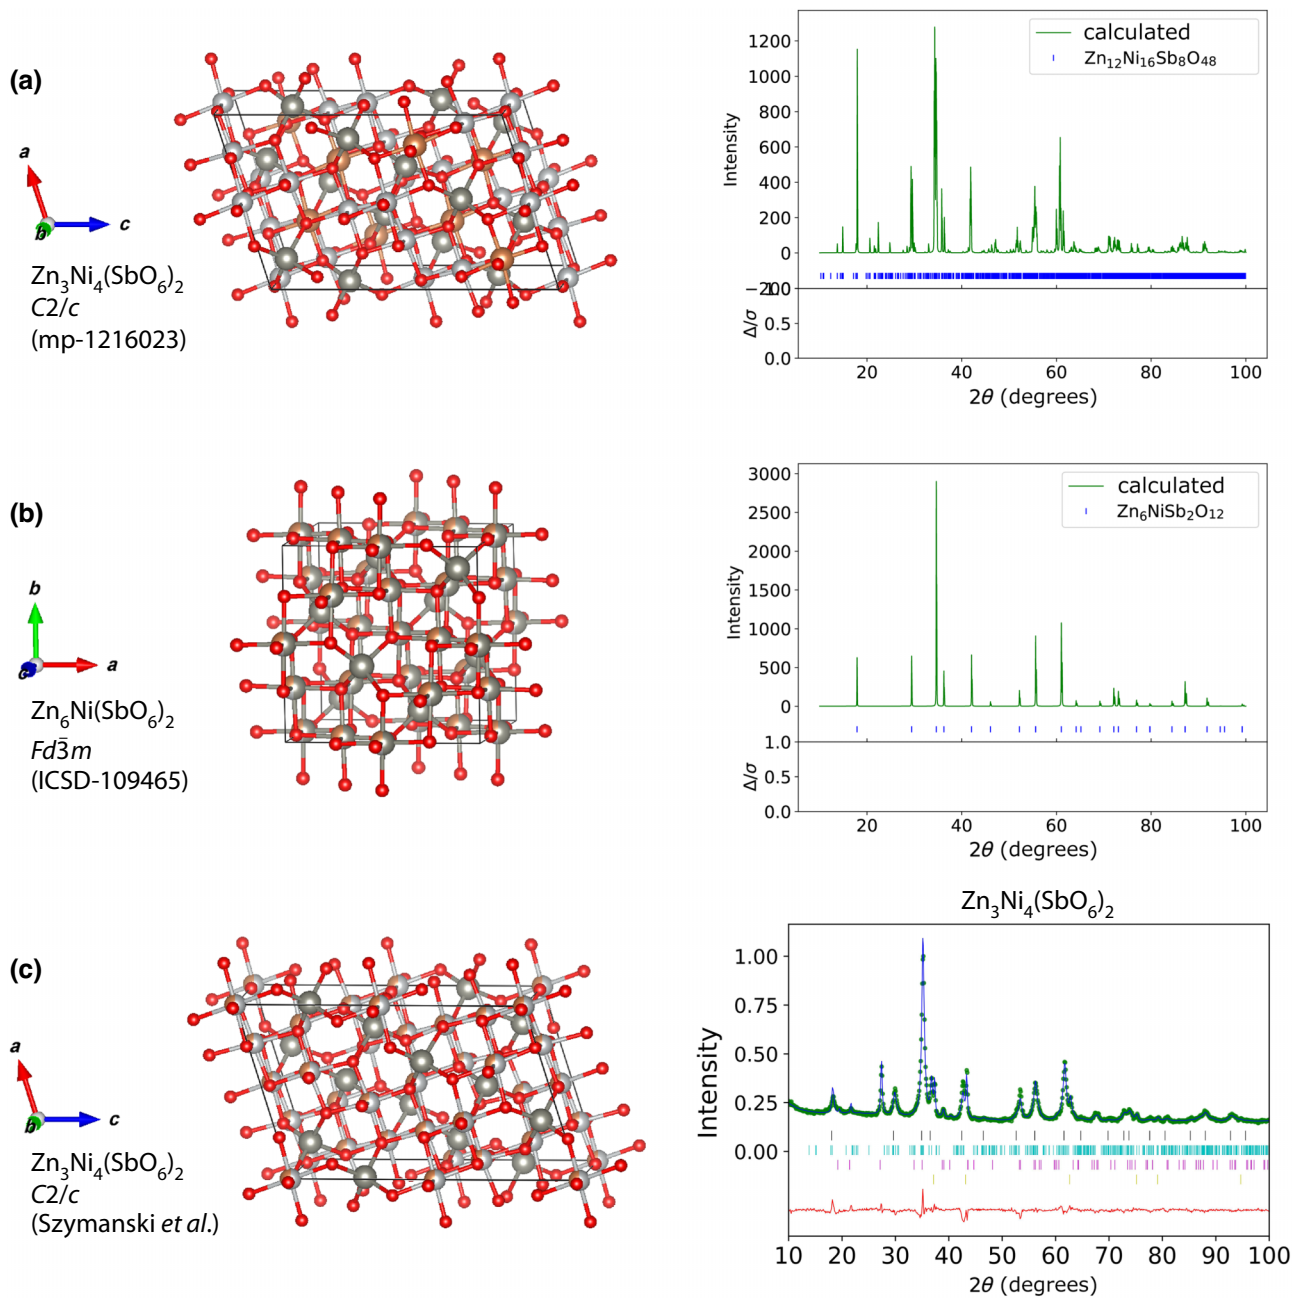 (a)
a
b
c
Zn3Ni4(SbO6)2
C2/c
(mp-1216023)
calculated
Zn12Ni16Sb8O48
Intensity
1200
1000
800
600
400
200
0
−200
1.0
0.5
0.0
Δ/σ
20 40 60 80 100
2θ (degrees)
(b)
b
c
a
Zn6Ni(SbO6)2
Fd3̄m
(ICSD-109465)
calculated
Zn6NiSb2O12
Intensity
3000
2500
2000
1500
1000
500
0
1.0
0.5
0.0
Δ/σ
20 40 60 80 100
2θ (degrees)
(c)
a
b
c
Zn3Ni4(SbO6)2
C2/c
(Szymanski et al.)
Zn3Ni4(SbO6)2
Intensity
1.00
0.75
0.50
0.25
0.00
10 20 30 40 50 60 70 80 90 100
2θ (degrees)